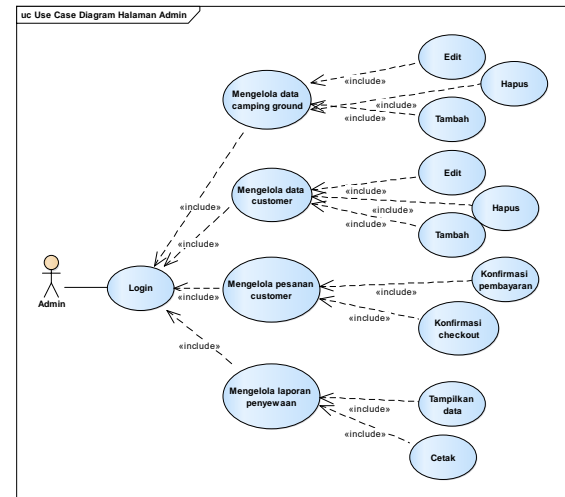 uc Use Case Diagram Halaman Admin
Edit
«include»
Hapus
Mengelola data
camping ground
«include»
«include»
Tambah
Edit
«include»
Mengelola data
customer
«include»
Hapus
«include»
«include»
Tambah
«include»
Admin
Login
«include»
Mengelola pesanan
customer
«include»
Konfirmasi
pembayaran
«include»
Konfirmasi
checkout
«include»
Mengelola laporan
penyewaan
«include»
Tampilkan
data
«include»
Cetak